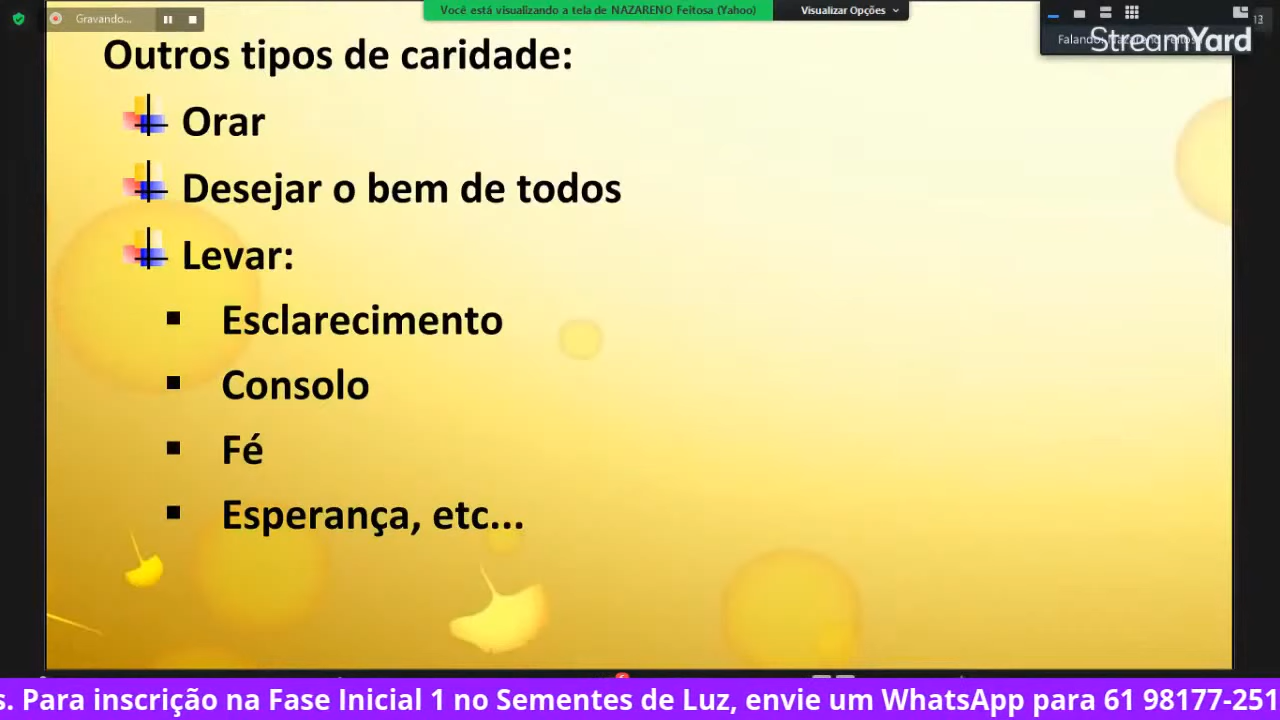 Gravando...
Você está visualizando a tela de NAZARENO Feitosa (Yahoo)
Visualizar Opções
13
StreamYard
Outros tipos de caridade:
Orar
Desejar o bem de todos
Levar:
Esclarecimento
Consolo
Fé
Esperança, etc...
s. Para inscrição na Fase Inicial 1 no Sementes de Luz, envie um WhatsApp para 61 98177-251